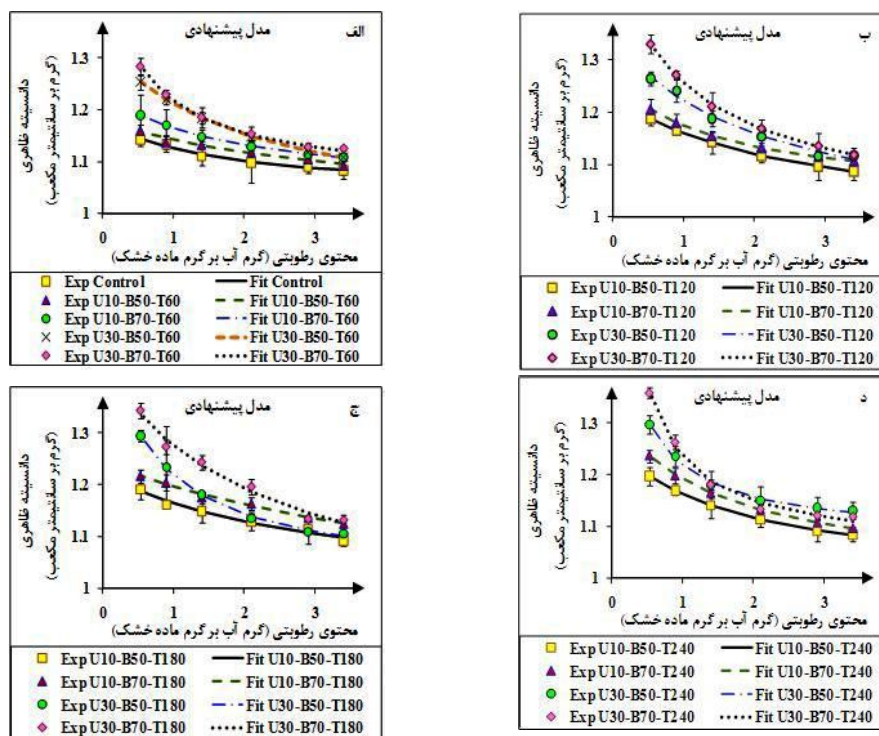 مدل پیشنهادی
الف
دانسیته ظاهری
(گرم بر سانتیمتر مکعب)
1.3
1.2
1.1
1
0 1 2 3
محتوی رطوبتی (گرم آب بر گرم ماده خشک)
Exp Control Fit Control
Exp U10-B50-T60 Fit U10-B50-T60
Exp U10-B70-T60 Fit U10-B70-T60
Exp U30-B50-T60 Fit U30-B50-T60
Exp U30-B70-T60 Fit U30-B70-T60
مدل پیشنهادی
ب
دانسیته ظاهری
(گرم بر سانتیمتر مکعب)
1.3
1.2
1.1
1
0 1 2 3
محتوی رطوبتی (گرم آب بر گرم ماده خشک)
Exp U10-B50-T120 Fit U10-B50-T120
Exp U10-B70-T120 Fit U10-B70-T120
Exp U30-B50-T120 Fit U30-B50-T120
Exp U30-B70-T120 Fit U30-B70-T120
مدل پیشنهادی
ج
دانسیته ظاهری
(گرم بر سانتیمتر مکعب)
1.3
1.2
1.1
1
0 1 2 3
محتوی رطوبتی (گرم آب بر گرم ماده خشک)
Exp U10-B50-T180 Fit U10-B50-T180
Exp U10-B70-T180 Fit U10-B70-T180
Exp U30-B50-T180 Fit U30-B50-T180
Exp U30-B70-T180 Fit U30-B70-T180
مدل پیشنهادی
د
دانسیته ظاهری
(گرم بر سانتیمتر مکعب)
1.3
1.2
1.1
1
0 1 2 3
محتوی رطوبتی (گرم آب بر گرم ماده خشک)
Exp U10-B50-T240 Fit U10-B50-T240
Exp U10-B70-T240 Fit U10-B70-T240
Exp U30-B50-T240 Fit U30-B50-T240
Exp U30-B70-T240 Fit U30-B70-T240